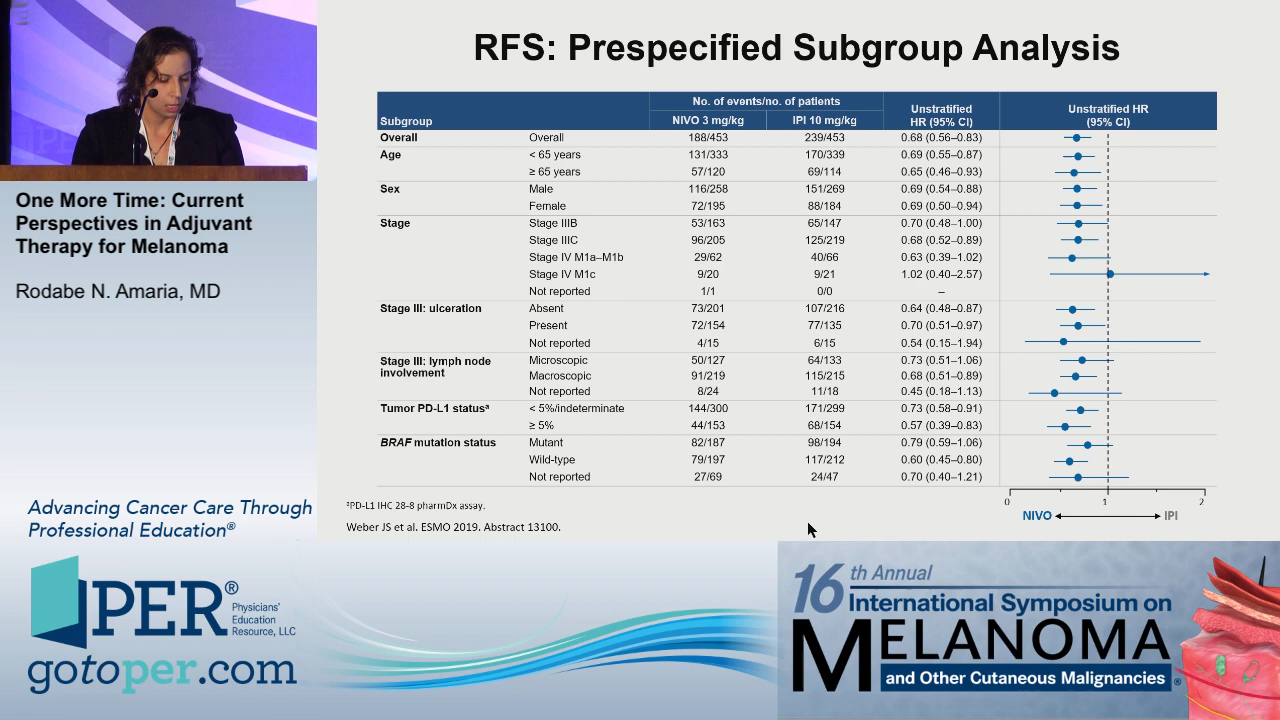 RFS: Prespecified Subgroup Analysis
One More Time: Current
Perspectives in Adjuvant
Therapy for Melanoma
Rodabe N. Amaria, MD
Subgroup No. of events/no. of patients Unstratified HR (95% CI) Unstratified HR (95% CI)
NIVO 3 mg/kg IPI 10 mg/kg
Overall Overall 188/453 239/453 0.68 (0.56–0.83)
Age < 65 years 131/333 170/339 0.69 (0.55–0.87)
≥ 65 years 57/120 69/114 0.65 (0.46–0.93)
Sex Male 116/258 151/269 0.69 (0.54–0.88)
Female 72/195 88/184 0.69 (0.50–0.94)
Stage Stage IIIB 53/163 65/147 0.70 (0.48–1.00)
Stage IIIC 96/205 125/219 0.68 (0.52–0.89)
Stage IV M1a–M1b 29/62 40/66 0.63 (0.39–1.02)
Stage IV M1c 9/20 9/21 1.02 (0.40–2.57)
Not reported 1/1 0/0 –
Stage III: ulceration Absent 73/201 107/216 0.64 (0.48–0.87)
Present 72/154 77/135 0.70 (0.51–0.97)
Not reported 4/15 6/15 0.54 (0.15–1.94)
Stage III: lymph node involvement Microscopic 50/127 64/133 0.73 (0.51–1.06)
Macroscopic 91/219 115/215 0.68 (0.51–0.89)
Not reported 8/24 11/18 0.45 (0.18–1.13)
Tumor PD-L1 statusª < 5%/indeterminate 144/300 171/299 0.73 (0.58–0.91)
≥ 5% 44/153 68/154 0.57 (0.39–0.83)
BRAF mutation status Mutant 82/187 98/194 0.79 (0.59–1.06)
Wild-type 79/197 117/212 0.60 (0.45–0.80)
Not reported 27/69 24/47 0.70 (0.40–1.21)
0 1 2
NIVO IPI
ªPD-L1 IHC 28-8 pharmDx assay.
Weber JS et al. ESMO 2019. Abstract 13100.
Advancing Cancer Care Through
Professional Education®
PER®
Physicians'
Education
Resource, LLC
gotoper.com
16th Annual
International Symposium on
MELANOMA
and Other Cutaneous Malignancies®